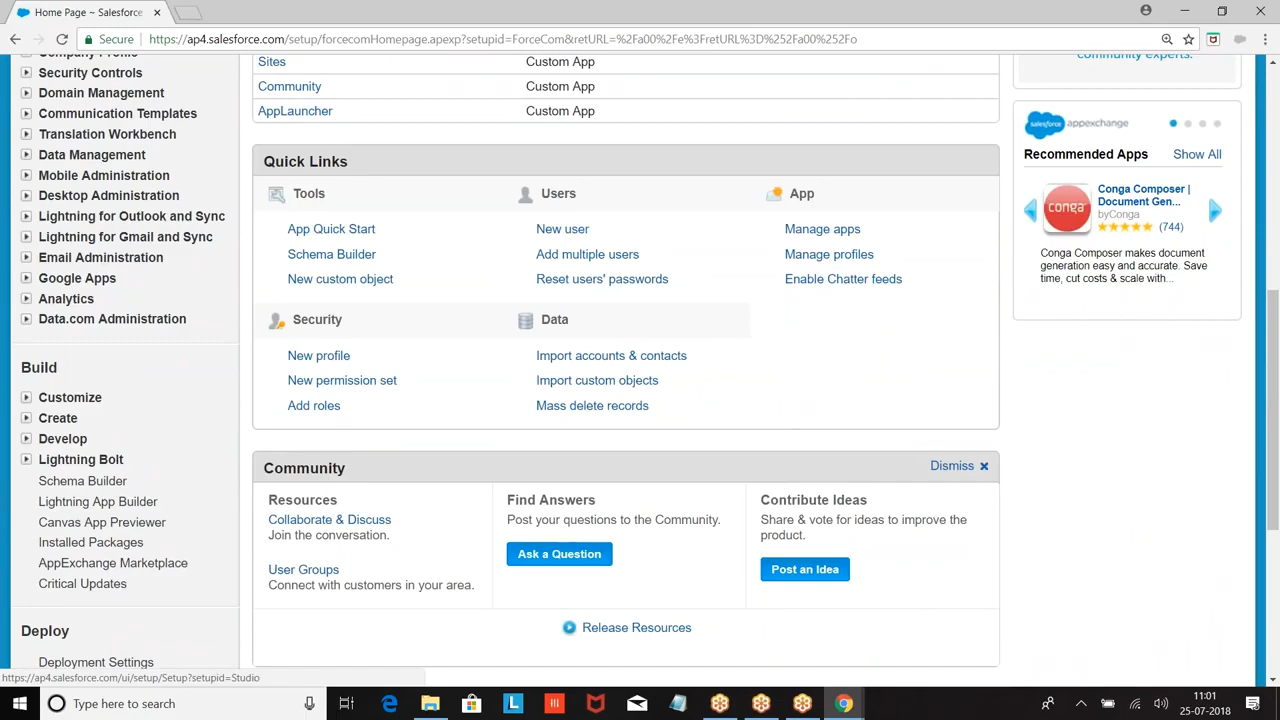 Home Page ~ Salesforce
Secure
https://ap4.salesforce.com/setup/forcecomHomepage.apexp?setupid=ForceCom&retURL=%2Fa00%2Fe%3FretURL%3D%252Fa00%252Fo
Security Controls
Domain Management
Communication Templates
Translation Workbench
Data Management
Mobile Administration
Desktop Administration
Lightning for Outlook and Sync
Lightning for Gmail and Sync
Email Administration
Google Apps
Analytics
Data.com Administration
Build
Customize
Create
Develop
Lightning Bolt
Schema Builder
Lightning App Builder
Canvas App Previewer
Installed Packages
AppExchange Marketplace
Critical Updates
Deploy
Deployment Settings
https://ap4.salesforce.com/ui/setup/Setup?setupid=Studio
Sites Custom App
Community Custom App
AppLauncher Custom App
Quick Links
Tools
App Quick Start
Schema Builder
New custom object
Users
New user
Add multiple users
Reset users' passwords
App
Manage apps
Manage profiles
Enable Chatter feeds
Security
New profile
New permission set
Add roles
Data
Import accounts & contacts
Import custom objects
Mass delete records
Community
Dismiss
Resources
Collaborate & Discuss
Join the conversation.
User Groups
Connect with customers in your area.
Find Answers
Post your questions to the Community.
Ask a Question
Contribute Ideas
Share & vote for ideas to improve the
product.
Post an Idea
Release Resources
community experts.
salesforce appexchange
Recommended Apps Show All
conga
Conga Composer |
Document Gen...
byConga
(744)
Conga Composer makes document
generation easy and accurate. Save
time, cut costs & scale with...
Type here to search
11:01
25-07-2018